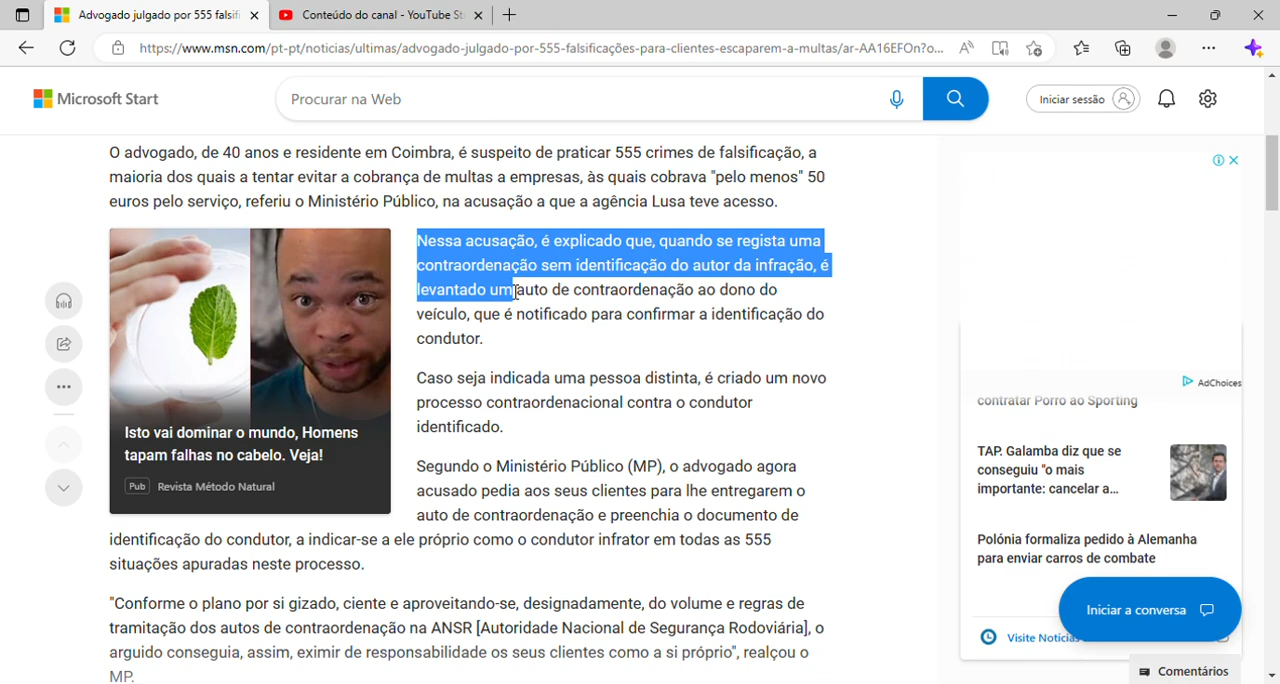 Advogado julgado por 555 falsifi
Conteúdo do canal - YouTube St
https://www.msn.com/pt-pt/noticias/ultimas/advogado-julgado-por-555-falsificações-para-clientes-escaparem-a-multas/ar-AA16EFOn?o...
Microsoft Start
Procurar na Web
Iniciar sessão
O advogado, de 40 anos e residente em Coimbra, é suspeito de praticar 555 crimes de falsificação, a
maioria dos quais a tentar evitar a cobrança de multas a empresas, às quais cobrava "pelo menos" 50
euros pelo serviço, referiu o Ministério Público, na acusação a que a agência Lusa teve acesso.
Nessa acusação, é explicado que, quando se regista uma
contraordenação sem identificação do autor da infração, é
levantado um auto de contraordenação ao dono do
veículo, que é notificado para confirmar a identificação do
condutor.
Caso seja indicada uma pessoa distinta, é criado um novo
processo contraordenacional contra o condutor
identificado.
Segundo o Ministério Público (MP), o advogado agora
acusado pedia aos seus clientes para lhe entregarem o
auto de contraordenação e preenchia o documento de
identificação do condutor, a indicar-se a ele próprio como o condutor infrator em todas as 555
situações apuradas neste processo.
"Conforme o plano por si gizado, ciente e aproveitando-se, designadamente, do volume e regras de
tramitação dos autos de contraordenação na ANSR [Autoridade Nacional de Segurança Rodoviária], o
arguido conseguia, assim, eximir de responsabilidade os seus clientes como a si próprio", realçou o
MP.
Isto vai dominar o mundo, Homens
tapam falhas no cabelo. Veja!
Pub Revista Método Natural
AdChoices
contratar Porro ao Sporting
TAP. Galamba diz que se
conseguiu "o mais
importante: cancelar a...
Polónia formaliza pedido à Alemanha
para enviar carros de combate
Iniciar a conversa
Visite Notícias
Comentários